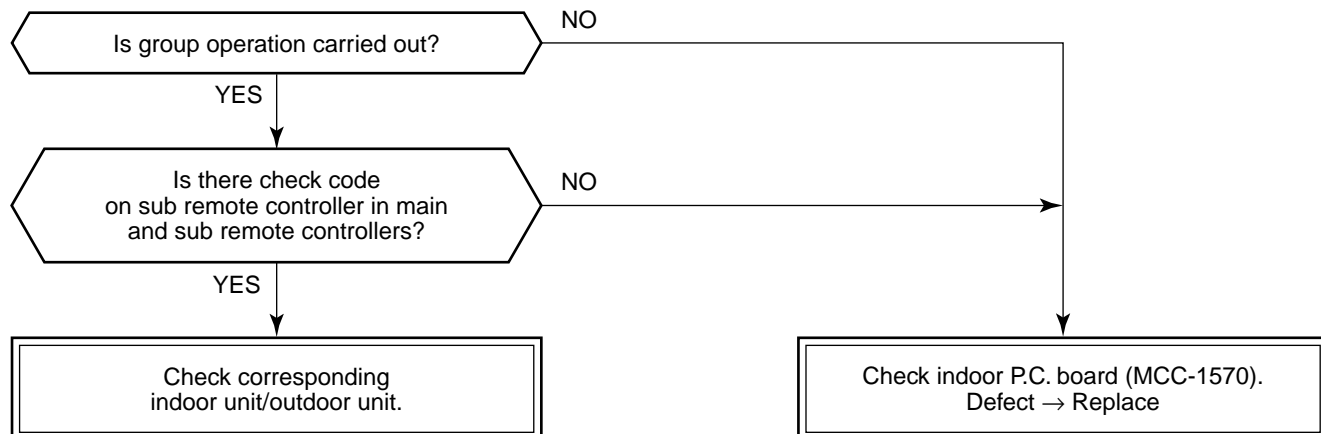 Is group operation carried out?
NO
YES
Is there check code
on sub remote controller in main
and sub remote controllers?
NO
YES
Check corresponding
indoor unit/outdoor unit.
Check indoor P.C. board (MCC-1570).
Defect → Replace